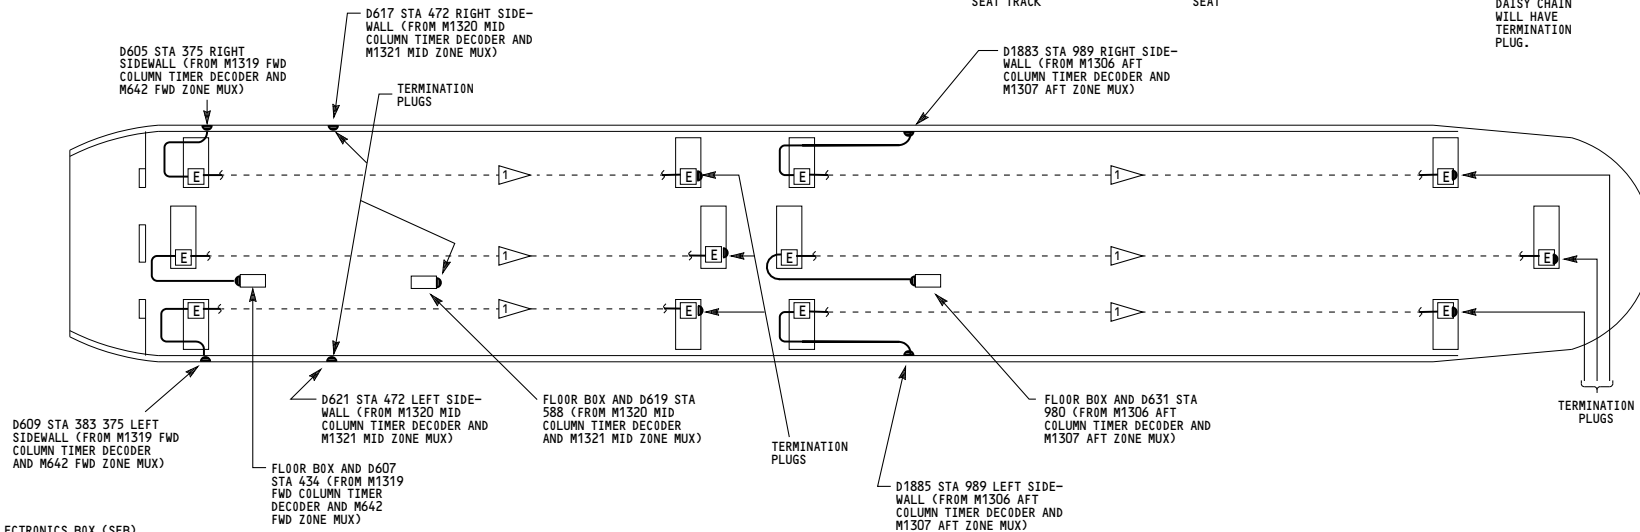 SEAT TRACK
SEAT
DAISY CHAIN
WILL HAVE
TERMINATION
PLUG.
D617 STA 472 RIGHT SIDE-
WALL (FROM M1320 MID
COLUMN TIMER DECODER AND
M1321 MID ZONE MUX)
D605 STA 375 RIGHT
SIDEWALL (FROM M1319 FWD
COLUMN TIMER DECODER AND
M642 FWD ZONE MUX)
TERMINATION
PLUGS
D1883 STA 989 RIGHT SIDE-
WALL (FROM M1306 AFT
COLUMN TIMER DECODER AND
M1307 AFT ZONE MUX)
E
1
E
E
1
E
E
1
E
E
1
E
E
1
E
E
1
E
D609 STA 383 375 LEFT
SIDEWALL (FROM M1319 FWD
COLUMN TIMER DECODER
AND M642 FWD ZONE MUX)
D621 STA 472 LEFT SIDE-
WALL (FROM M1320 MID
COLUMN TIMER DECODER AND
M1321 MID ZONE MUX)
FLOOR BOX AND D619 STA
588 (FROM M1320 MID
COLUMN TIMER DECODER
AND M1321 MID ZONE MUX)
TERMINATION
PLUGS
FLOOR BOX AND D631 STA
980 (FROM M1306 AFT
COLUMN TIMER DECODER AND
M1307 AFT ZONE MUX)
TERMINATION
PLUGS
FLOOR BOX AND D607
STA 434 (FROM M1319
FWD COLUMN TIMER
DECODER AND M642
FWD ZONE MUX)
D1885 STA 989 LEFT SIDE-
WALL (FROM M1306 AFT
COLUMN TIMER DECODER AND
M1307 AFT ZONE MUX)
ECTRONICS BOX (SEB)